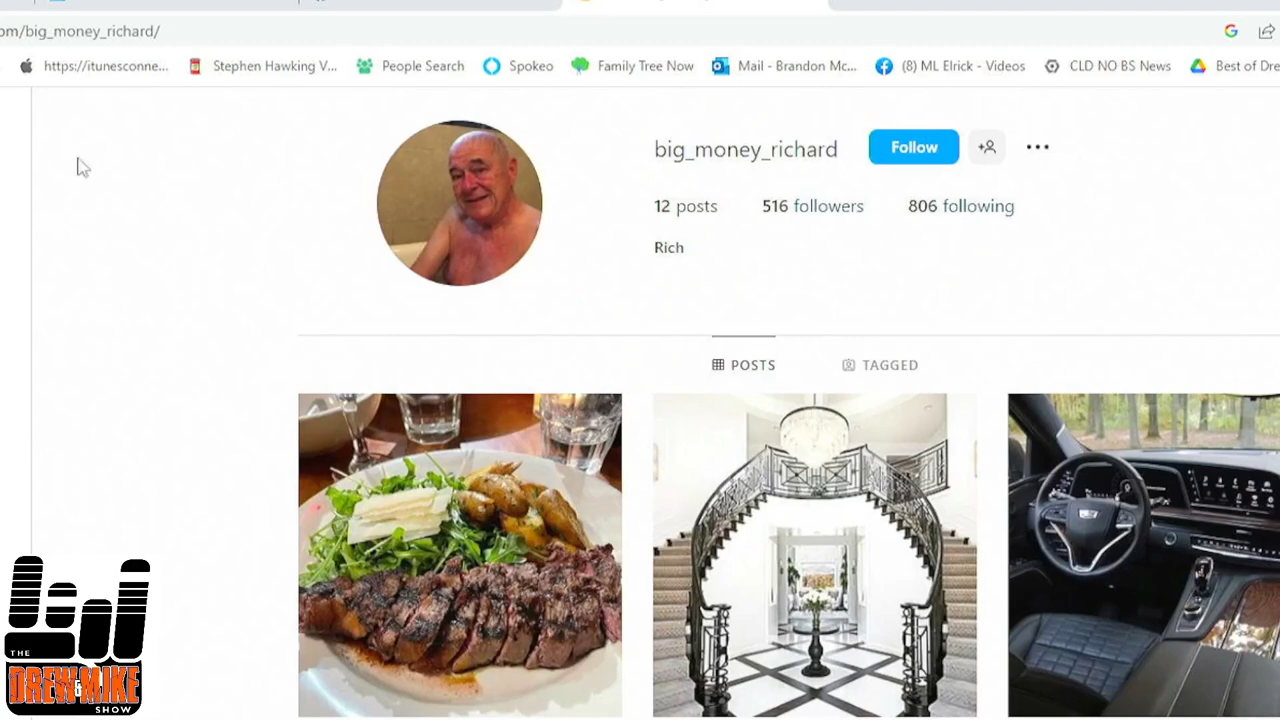 om/big_money_richard/
https://itunesconne... Stephen Hawking V... People Search Spokeo Family Tree Now Mail - Brandon Mc... (8) ML Elrick - Videos CLD NO BS News Best of Dre
big_money_richard Follow
12 posts 516 followers 806 following
Rich
POSTS TAGGED
THE
DREW & MIKE
SHOW